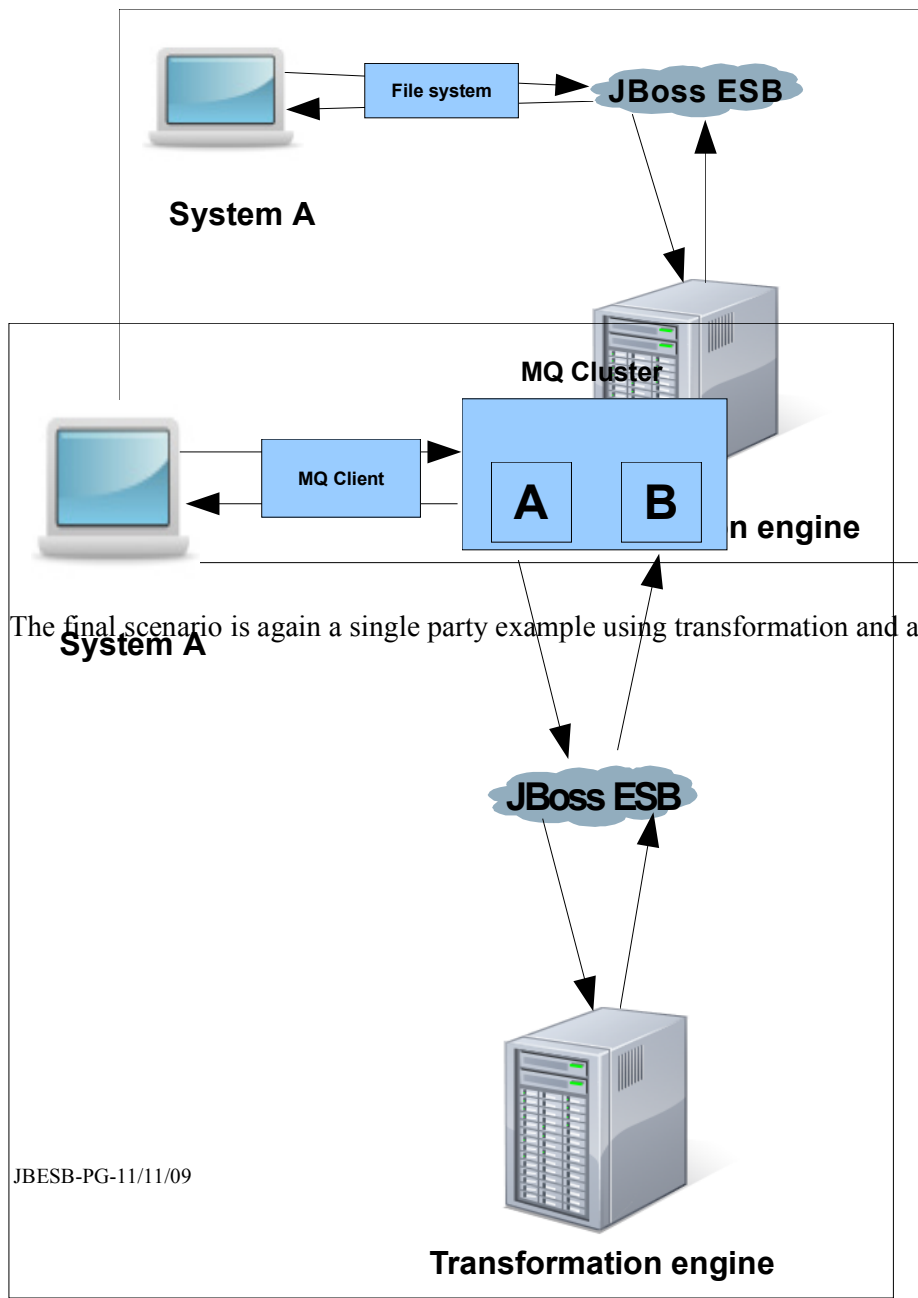 File system
JBoss ESB
System A
MQ Cluster
MQ Client
A
B
engine
The final scenario is again a single party example using transformation and a
System A
JBoss ESB
JBESB-PG-11/11/09
Transformation engine